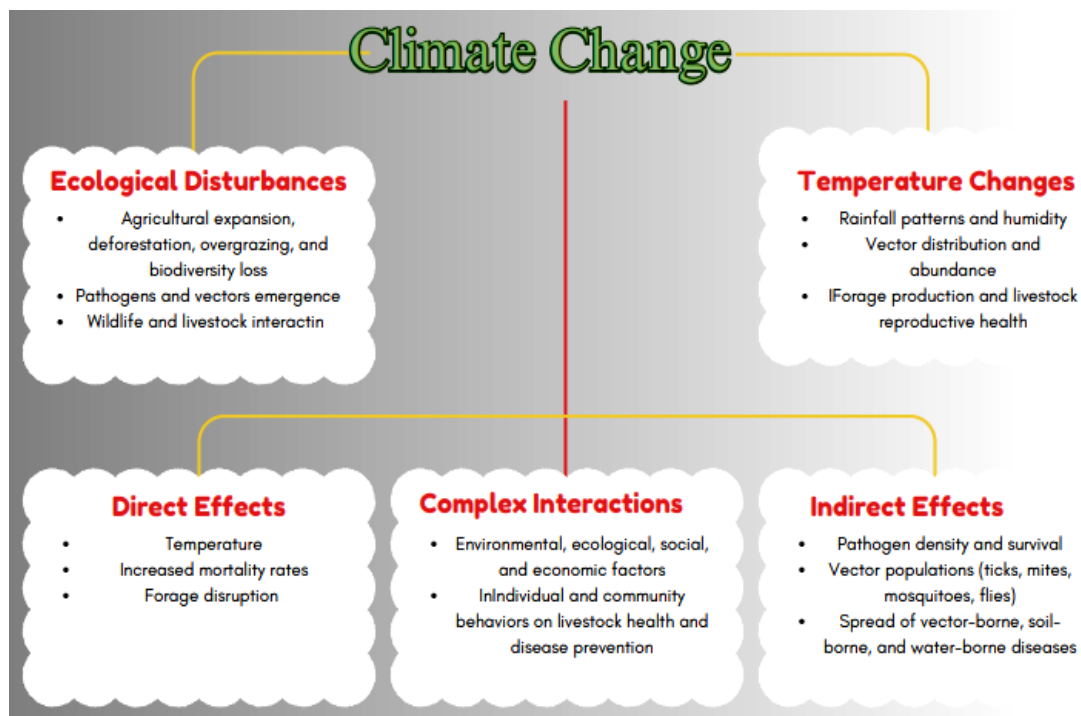 Climate Change
Ecological Disturbances
• Agricultural expansion,
deforestation, overgrazing, and
biodiversity loss
• Pathogens and vectors emergence
• Wildlife and livestock interactin
Temperature Changes
• Rainfall patterns and humidity
• Vector distribution and
abundance
• IForage production and livestock
reproductive health
Direct Effects
• Temperature
• Increased mortality rates
• Forage disruption
Complex Interactions
• Environmental, ecological, social,
and economic factors
• InIndividual and community
behaviors on livestock health and
disease prevention
Indirect Effects
• Pathogen density and survival
• Vector populations (ticks, mites,
mosquitoes, flies)
• Spread of vector-borne, soil-
borne, and water-borne diseases